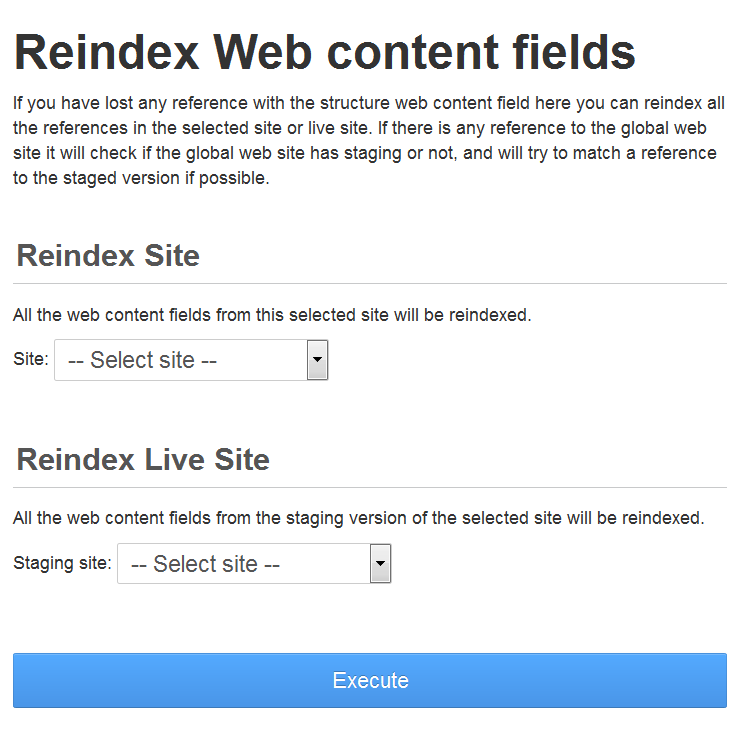 Reindex Web content fields
If you have lost any reference with the structure web content field here you can reindex all
the references in the selected site or live site. If there is any reference to the global web
site it will check if the global web site has staging or not, and will try to match a reference
to the staged version if possible.
Reindex Site
All the web content fields from this selected site will be reindexed.
Site: -- Select site --
Reindex Live Site
All the web content fields from the staging version of the selected site will be reindexed.
Staging site: -- Select site --
Execute